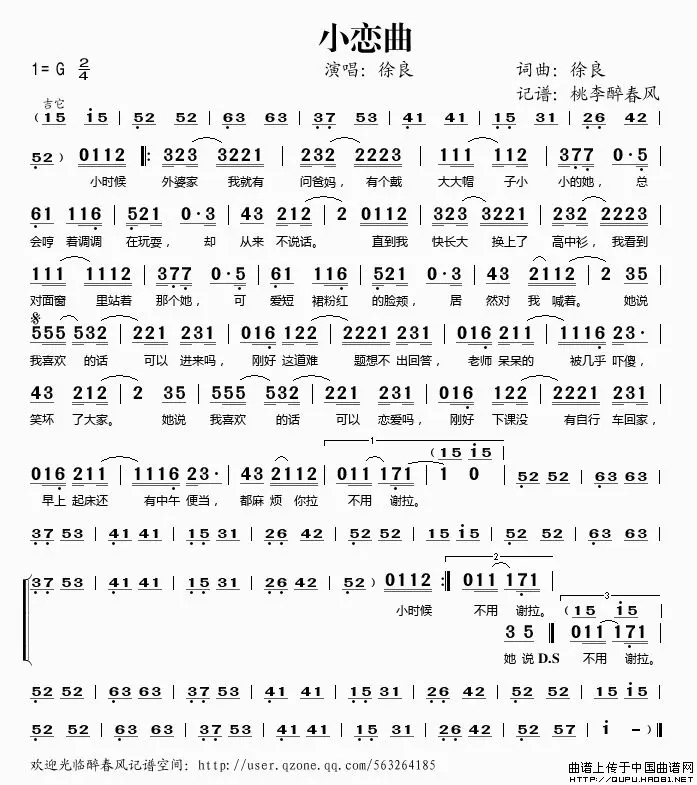 小恋曲
1=G 2/4
演唱：徐良 词曲：徐良
记谱：桃李醉春风
吉它
(15 i5 | 52 52 | 63 63 | 37 53 | 41 41 | 15 31 | 26 42 |
52) 0112 |: 323 3221 | 232 2223 | 111 112 | 377 0·5 |
小时候 外婆家 我就有 问爸妈， 有个戴 大大帽 子小 小的她， 总
61 116 | 521 0·3 | 43 212 | 2 0112 | 323 3221 | 232 2223 |
会哼 着调调 在玩耍， 却 从来 不说话。 直到我 快长大 换上了 高中衫， 我看到
111 1112 | 377 0·5 | 61 116 | 521 0·3 | 43 2112 | 2 35 |
对面窗 里站着 那个她， 可 爱短 裙粉红 的脸颊， 居 然对 我 喊着。 她说
555 532 | 221 231 | 016 122 | 2221 231 | 016 211 | 1116 23· |
我喜欢 的话 可以 进来吗， 刚好 这道难 题想不 出回答， 老师 呆呆的 被几乎 吓傻，
43 212 | 2 35 | 555 532 | 221 231 | 016 122 | 2221 231 |
笑坏 了大家。 她说 我喜欢 的话 可以 恋爱吗， 刚好 下课没 有自行 车回家，
1 (15 i5
016 211 | 1116 23· | 43 2112 | 011 171 | 1 0 | 52 52 | 63 63 |
早上 起床还 有中午 便当， 都麻 烦 你拉 不用 谢拉。
37 53 | 41 41 | 15 31 | 26 42 | 52 52 | 15 i5 | 52 52 | 63 63 |
2
37 53 | 41 41 | 15 31 | 26 42 | 52) 0112 :| 011 171
小时候 不用 谢拉。
3
(15 i5
35 || 011 171 |
她 说 D.S 不用 谢拉。
52 52 | 63 63 | 37 53 | 41 41 | 15 31 | 26 42 | 52 52 | 15 i5 |
52 52 | 63 63 | 37 53 | 41 41 | 15 31 | 26 42 | 52 52 | i – )||
欢迎光临醉春风记谱空间：http://user.qzone.qq.com/563264185
曲谱上传于中国曲谱网
http://QUPU.HAO81.NET